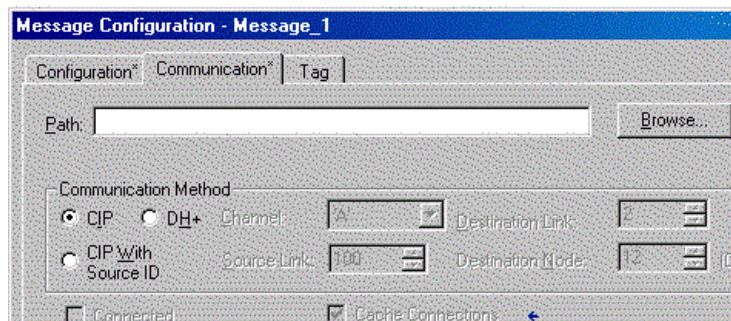 Message Configuration - Message_1
Configuration* Communication* Tag
Path: Browse...
Communication Method
CIP DH+ Channel: 'A' Destination Link: 2
CIP With Source ID Source Link: 100 Destination Node: 12 (O
Connected Cache Connections